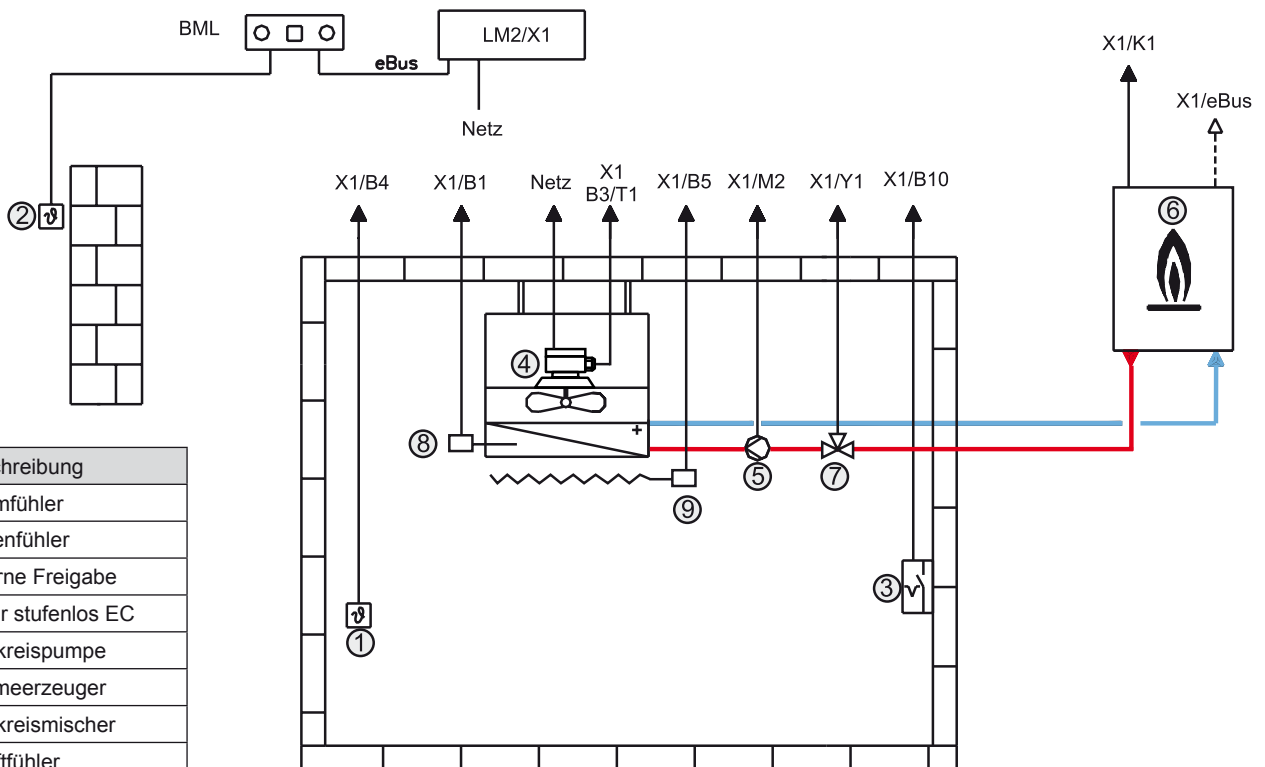 BML
LM2/X1
eBus
Netz
X1/K1
X1/eBus
X1/B4
X1/B1
Netz
X1
B3/T1
X1/B5
X1/M2
X1/Y1
X1/B10
2
ϑ
6
4
8
+
5
7
9
3
ϑ
1
chreibung
mfühler
enfühler
rne Freigabe
r stufenlos EC
kreispumpe
meerzeuger
kreismischer
ftfühler